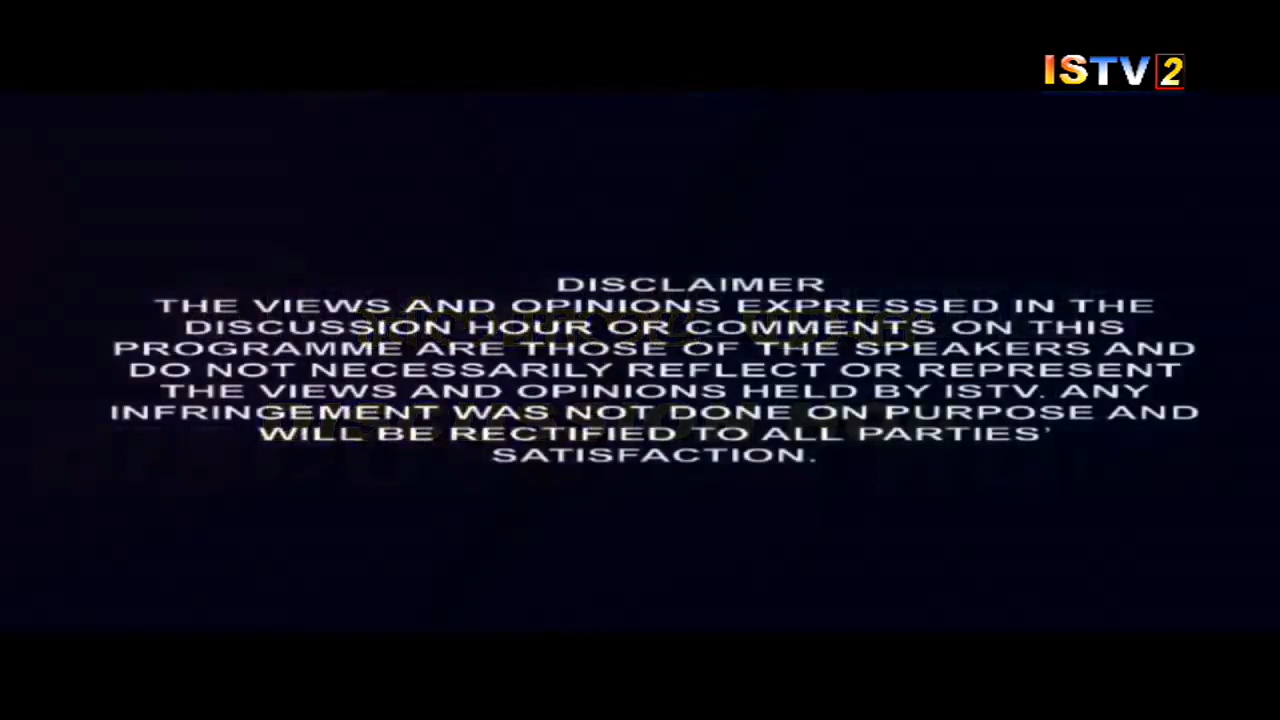 ISTV 2
DISCLAIMER
THE VIEWS AND OPINIONS EXPRESSED IN THE
DISCUSSION HOUR OR COMMENTS ON THIS
PROGRAMME ARE THOSE OF THE SPEAKERS AND
DO NOT NECESSARILY REFLECT OR REPRESENT
THE VIEWS AND OPINIONS HELD BY ISTV. ANY
INFRINGEMENT WAS NOT DONE ON PURPOSE AND
WILL BE RECTIFIED TO ALL PARTIES'
SATISFACTION.